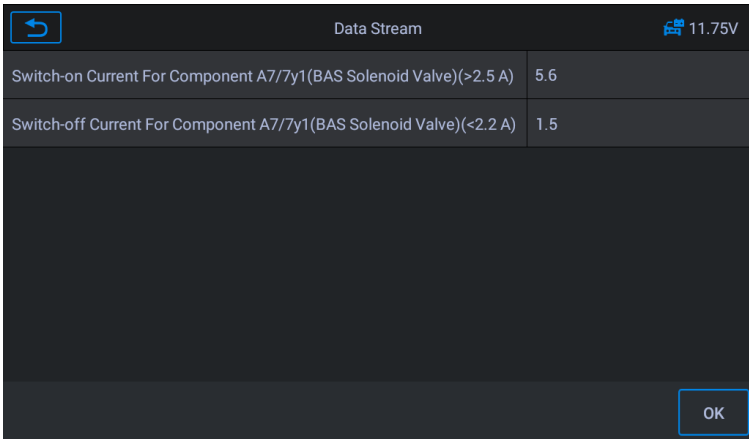 Data Stream
11.75V
Switch-on Current For Component A7/7y1(BAS Solenoid Valve)(>2.5 A) 5.6
Switch-off Current For Component A7/7y1(BAS Solenoid Valve)(<2.2 A) 1.5
OK